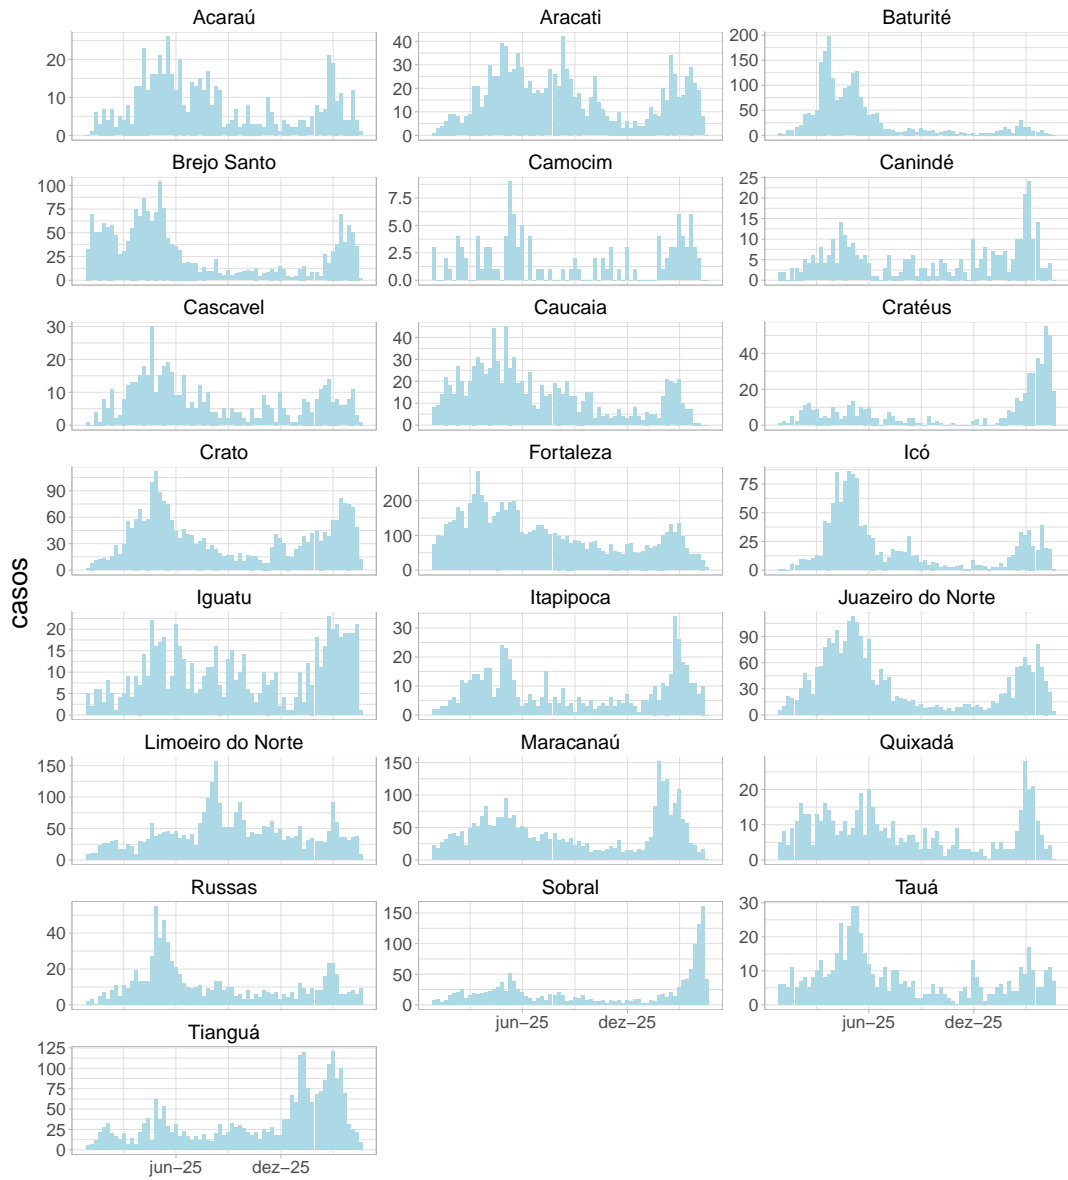 Acaraú Aracati Baturité
20 10 0
40 30 20 10 0
200 150 100 50 0
Brejo Santo Camocim Canindé
100 75 50 25 0
7.5 5.0 2.5 0.0
25 20 15 10 5 0
Cascavel Caucaia Cratéus
30 20 10 0
40 30 20 10 0
40 20 0
Crato Fortaleza Icó
90 60 30 0
200 100 0
75 50 25 0
casos
Iguatu Itapipoca Juazeiro do Norte
20 15 10 5 0
30 20 10 0
90 60 30 0
Limoeiro do Norte Maracanaú Quixadá
150 100 50 0
150 100 50 0
20 10 0
Russas Sobral Tauá
40 20 0
150 100 50 0
30 20 10 0
jun−25 dez−25 jun−25 dez−25
Tianguá
125 100 75 50 25 0
jun−25 dez−25